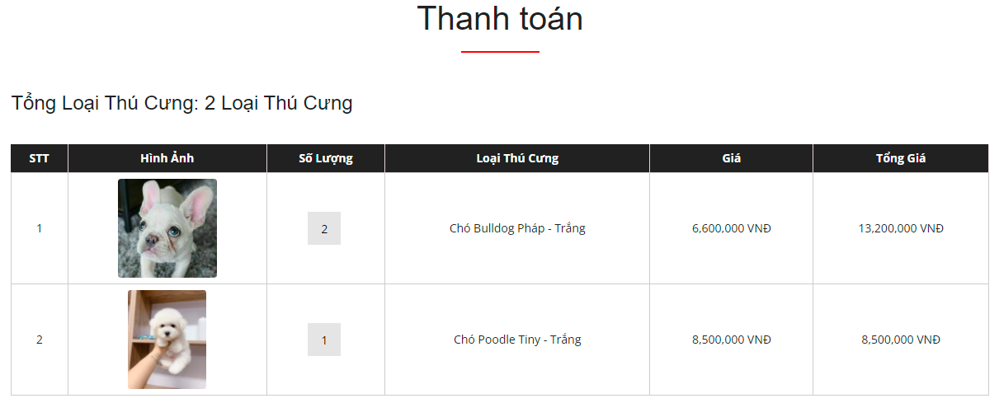 Thanh toán
Tổng Loại Thú Cưng: 2 Loại Thú Cưng
STT Hình Ảnh Số Lượng Loại Thú Cưng Giá Tổng Giá
1 2 Chó Bulldog Pháp - Trắng 6,600,000 VNĐ 13,200,000 VNĐ
2 1 Chó Poodle Tiny - Trắng 8,500,000 VNĐ 8,500,000 VNĐ